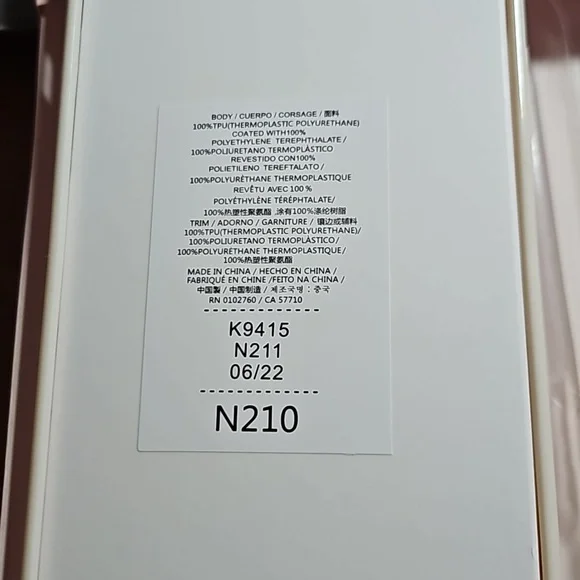 BODY / CUERPO / CORSAGE / 面料
100%TPU(THERMOPLASTIC POLYURETHANE)
COATED WITH100%
POLYETHYLENE TEREPHTHALATE /
100%POLIURETANO TERMOPLÁSTICO
REVESTIDO CON100%
POLIETILENO TEREFTALATO /
100%POLYURÉTHANE THERMOPLASTIQUE
REVÊTU AVEC 100%
POLYÉTHYLÈNE TÉRÉPHTALATE/
100%热塑性聚氨酯 ,涂有100%涤纶树脂
TRIM / ADORNO / GARNITURE / 镶边或辅料
100%TPU(THERMOPLASTIC POLYURETHANE)/
100%POLIURETANO TERMOPLÁSTICO /
100%POLYURETHANE THERMOPLASTIQUE/
100%热塑性聚氨酯
MADE IN CHINA / HECHO EN CHINA /
FABRIQUÉ EN CHINE /FEITO NA CHINA /
中国製 / 中国制造 / 제조국명 : 중국
RN 0102760 / CA 57710
K9415
N211
06/22
N210